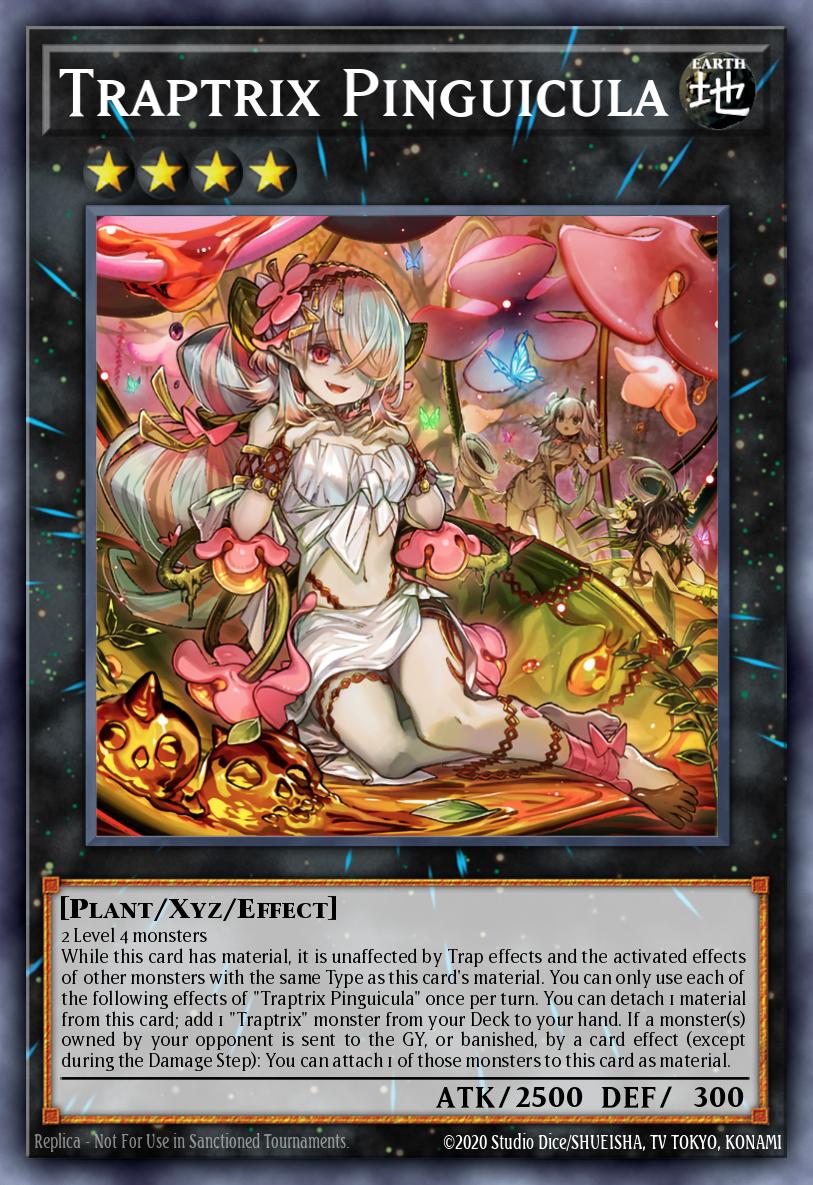 Traptrix Pinguicula
EARTH
地
[Plant/Xyz/Effect]
2 Level 4 monsters
While this card has material, it is unaffected by Trap effects and the activated effects
of other monsters with the same Type as this card's material. You can only use each of
the following effects of "Traptrix Pinguicula" once per turn. You can detach 1 material
from this card; add 1 "Traptrix" monster from your Deck to your hand. If a monster(s)
owned by your opponent is sent to the GY, or banished, by a card effect (except
during the Damage Step): You can attach 1 of those monsters to this card as material.
ATK/2500 DEF/ 300
Replica - Not For Use in Sanctioned Tournaments.
©2020 Studio Dice/SHUEISHA, TV TOKYO, KONAMI